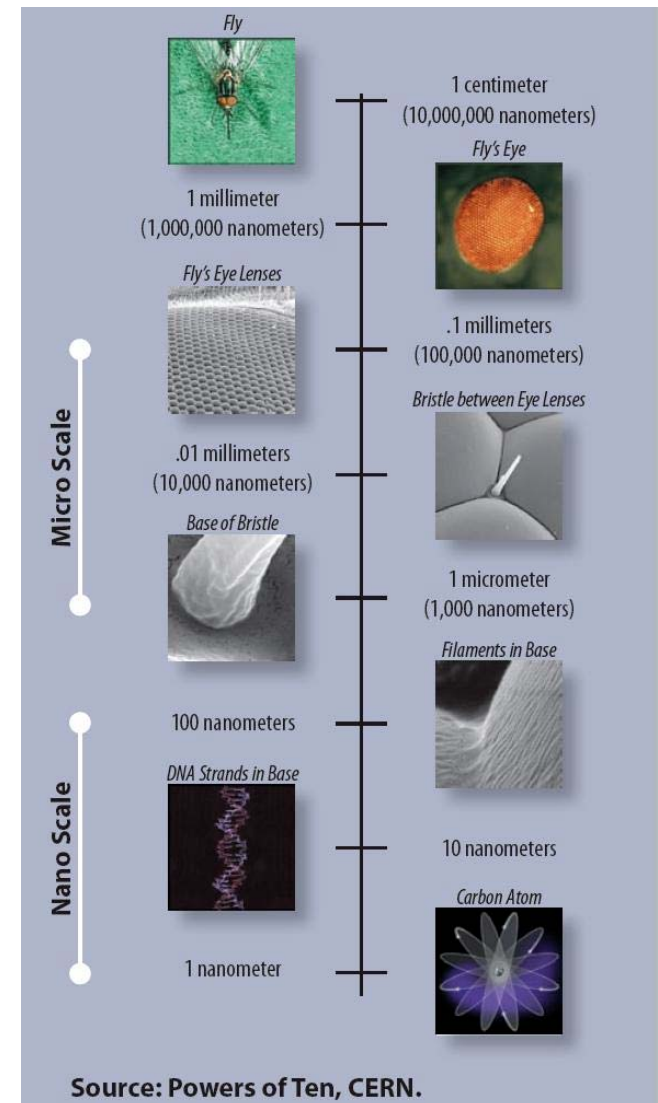 Fly
1 centimeter
(10,000,000 nanometers)
Fly's Eye
1 millimeter
(1,000,000 nanometers)
Fly's Eye Lenses
.1 millimeters
(100,000 nanometers)
Bristle between Eye Lenses
.01 millimeters
(10,000 nanometers)
Base of Bristle
1 micrometer
(1,000 nanometers)
Filaments in Base
100 nanometers
DNA Strands in Base
10 nanometers
Carbon Atom
1 nanometer
Micro Scale
Nano Scale
Source: Powers of Ten, CERN.